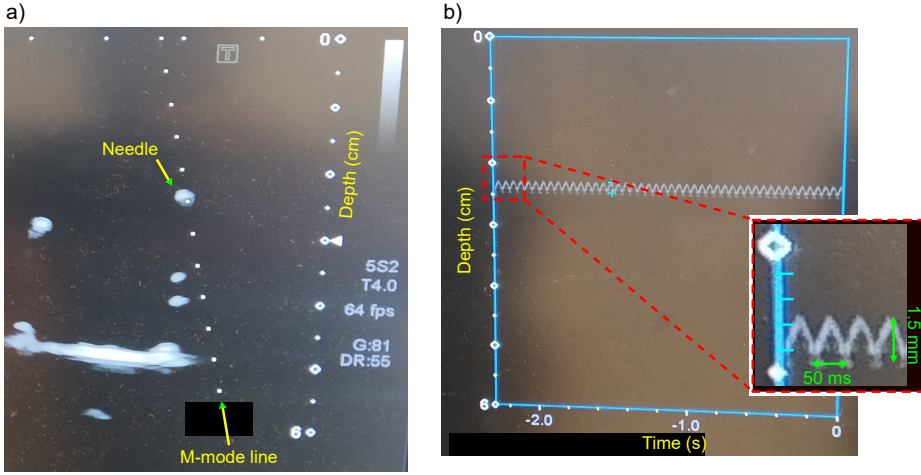 a)
0
T
Needle
Depth (cm)
5S2
T4.0
64 fps
G:81
DR:55
6
M-mode line
b)
0
Depth (cm)
6
-2.0
-1.0
0
Time (s)
50 ms
1.5 mm